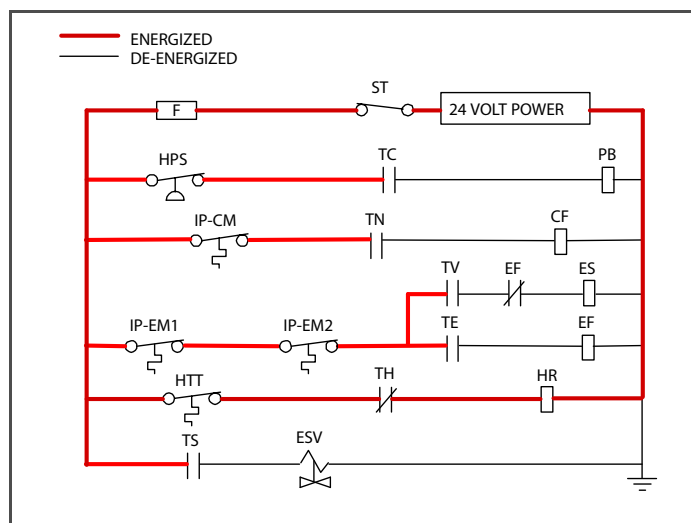 ENERGIZED
DE-ENERGIZED
ST
F
24 VOLT POWER
HPS
TC
PB
IP-CM
TN
CF
TV
EF
ES
IP-EM1
IP-EM2
TE
EF
HTT
TH
HR
TS
ESV